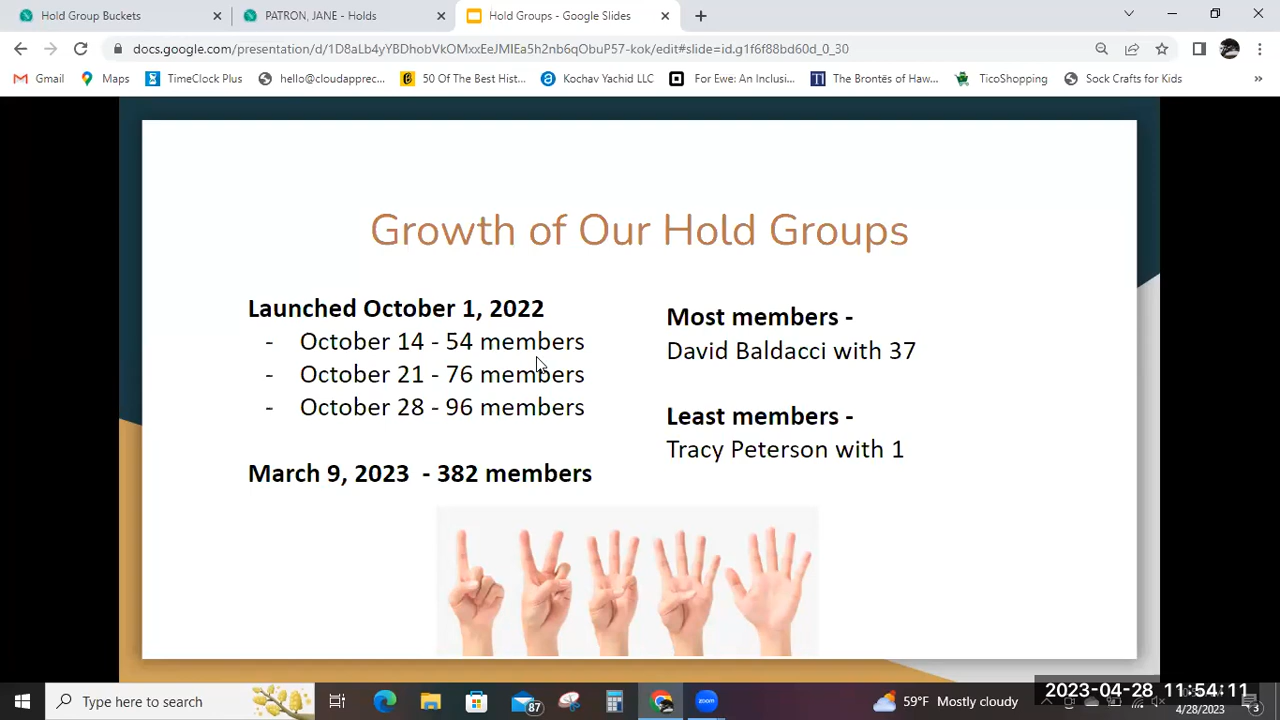 Hold Group Buckets
PATRON, JANE - Holds
Hold Groups - Google Slides
docs.google.com/presentation/d/1D8aLb4yYBDhobVkOMxxEeJMIEa5h2nb6qObuP57-kok/edit#slide=id.g1f6f88bd60d_0_30
Gmail
Maps
TimeClock Plus
hello@cloudapprec...
50 Of The Best Hist...
Kochav Yachid LLC
For Ewe: An Inclusi...
The Brontës of Haw...
TicoShopping
Sock Crafts for Kids
Growth of Our Hold Groups
Launched October 1, 2022
- October 14 - 54 members
- October 21 - 76 members
- October 28 - 96 members
March 9, 2023 - 382 members
Most members -
David Baldacci with 37
Least members -
Tracy Peterson with 1
Type here to search
87
zoom
59°F Mostly cloudy
2023-04-28 11:54:11
4/28/2023
3